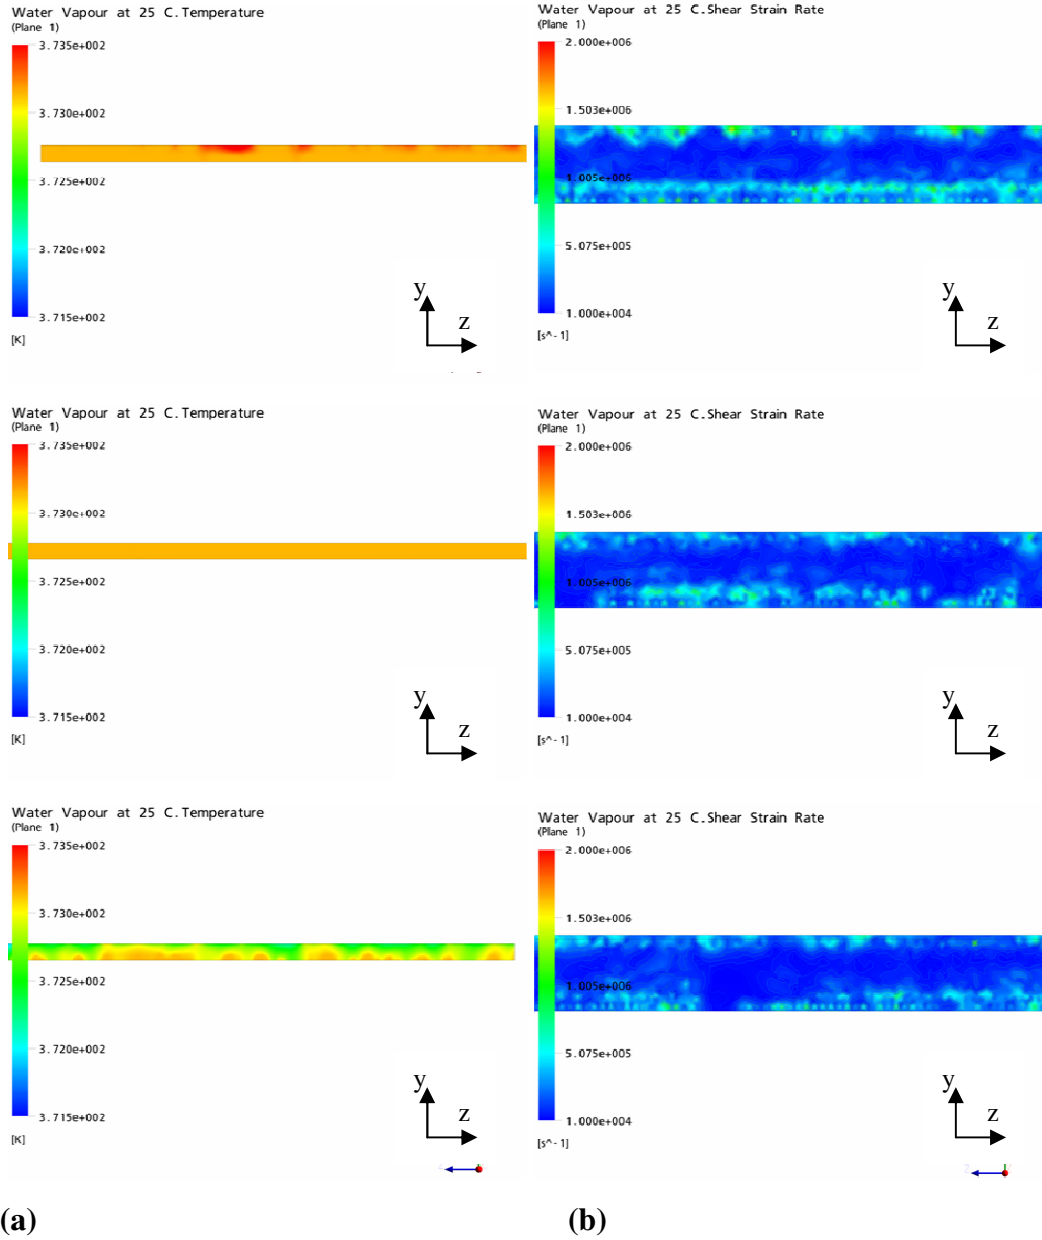 Water Vapour at 25 C.Temperature
(Plane 1)
3.735e+002
3.730e+002
3.725e+002
3.720e+002
3.715e+002
[K]
y
z
Water Vapour at 25 C.Shear Strain Rate
(Plane 1)
2.000e+006
1.503e+006
1.005e+006
5.075e+005
1.000e+004
[s^-1]
y
z
Water Vapour at 25 C.Temperature
(Plane 1)
3.735e+002
3.730e+002
3.725e+002
3.720e+002
3.715e+002
[K]
y
z
Water Vapour at 25 C.Shear Strain Rate
(Plane 1)
2.000e+006
1.503e+006
1.005e+006
5.075e+005
1.000e+004
[s^-1]
y
z
Water Vapour at 25 C.Temperature
(Plane 1)
3.735e+002
3.730e+002
3.725e+002
3.720e+002
3.715e+002
[K]
y
z
Water Vapour at 25 C.Shear Strain Rate
(Plane 1)
2.000e+006
1.503e+006
1.005e+006
5.075e+005
1.000e+004
[s^-1]
y
z
(a)
(b)